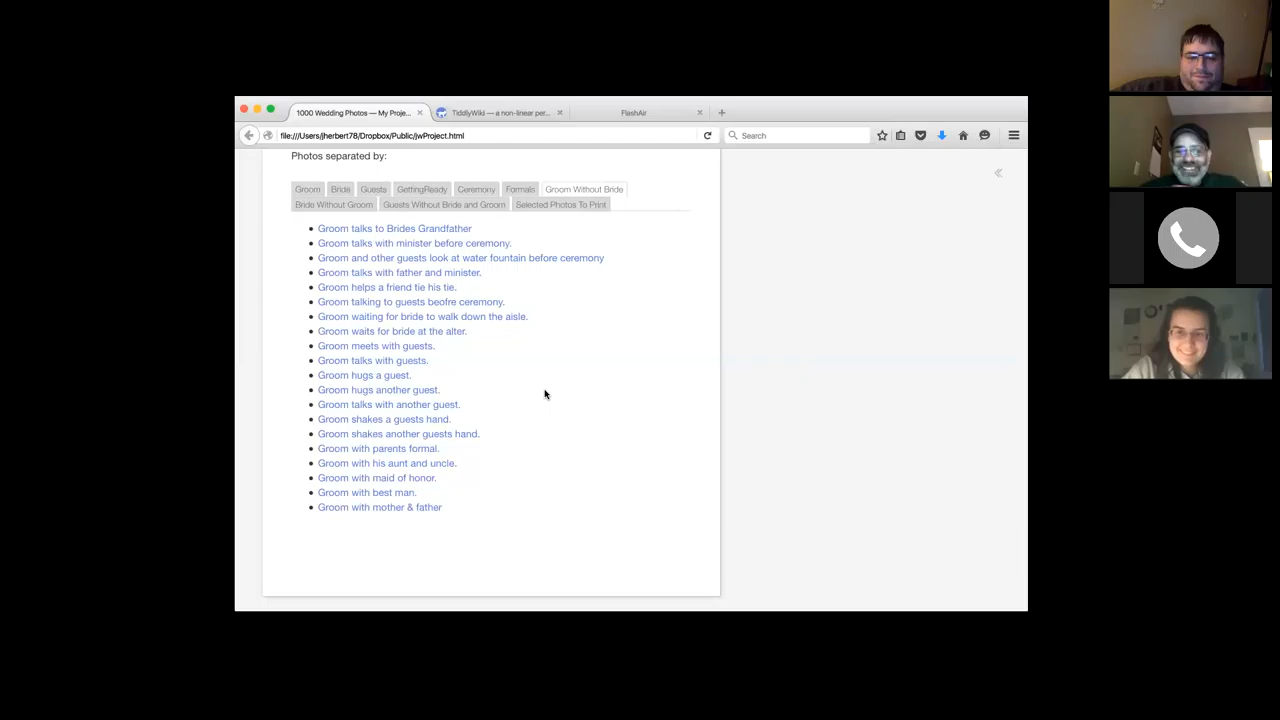 1000 Wedding Photos — My Proje...
TiddlyWiki — a non-linear per...
FlashAir
file:///Users/jherbert78/Dropbox/Public/jwProject.html
Search
Photos separated by:
Groom Bride Guests GettingReady Ceremony Formals Groom Without Bride
Bride Without Groom Guests Without Bride and Groom Selected Photos To Print
Groom talks to Brides Grandfather
Groom talks with minister before ceremony.
Groom and other guests look at water fountain before ceremony
Groom talks with father and minister.
Groom helps a friend tie his tie.
Groom talking to guests beofre ceremony.
Groom waiting for bride to walk down the aisle.
Groom waits for bride at the alter.
Groom meets with guests.
Groom talks with guests.
Groom hugs a guest.
Groom hugs another guest.
Groom talks with another guest.
Groom shakes a guests hand.
Groom shakes another guests hand.
Groom with parents formal.
Groom with his aunt and uncle.
Groom with maid of honor.
Groom with best man.
Groom with mother & father